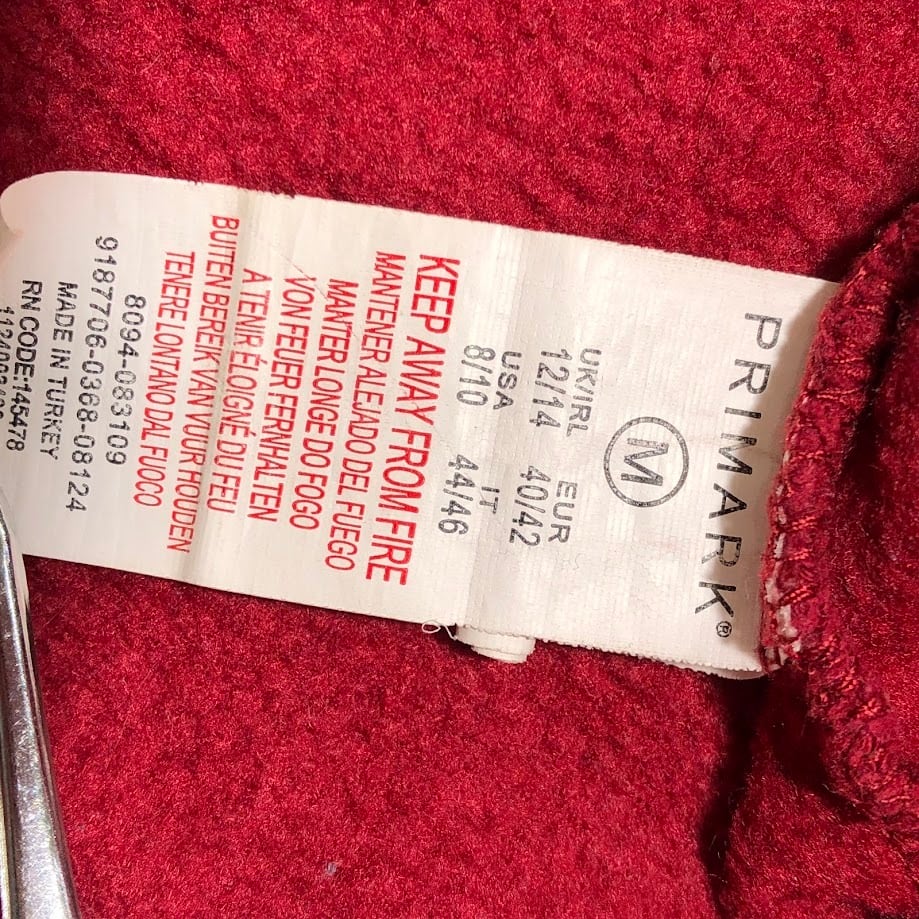 PRIMARK®
M
UK/IRL EUR
12/14 40/42
USA IT
8/10 44/46
KEEP AWAY FROM FIRE
MANTENER ALEJADO DEL FUEGO
MANTER LONGE DO FOGO
VON FEUER FERNHALTEN
A TENIR ÉLOIGNÉ DU FEU
BUITEN BEREK VAN VUUR HOUDEN
TENERE LONTANO DAL FUOCO
8094-083109
9187706-0368-08124
MADE IN TURKEY
RN CODE:145478